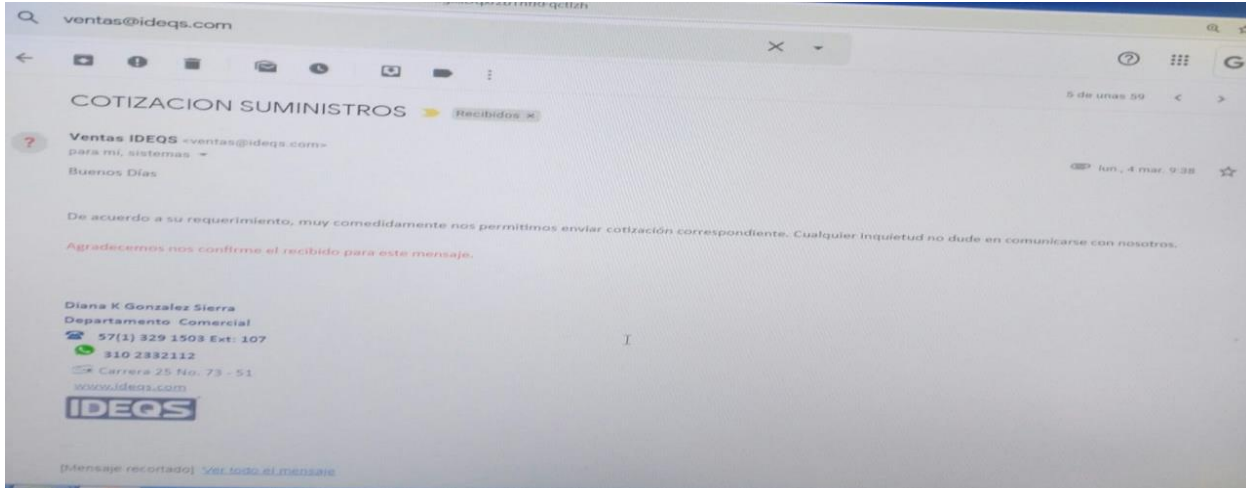 ventas@ideqs.com
5 de unas 59
COTIZACION SUMINISTROS
Recibidos ×
Ventas IDEQS <ventas@ideqs.com>
para mí, sistemas
lun., 4 mar. 9:38
Buenos Días
De acuerdo a su requerimiento, muy comedidamente nos permitimos enviar cotización correspondiente. Cualquier inquietud no dude en comunicarse con nosotros.
Agradecemos nos confirme el recibido para este mensaje.
Diana K Gonzalez Sierra
Departamento Comercial
57(1) 329 1503 Ext: 107
310 2332112
Carrera 25 No. 73 - 51
www.ideqs.com
IDEQS
[Mensaje recortado] Ver todo el mensaje